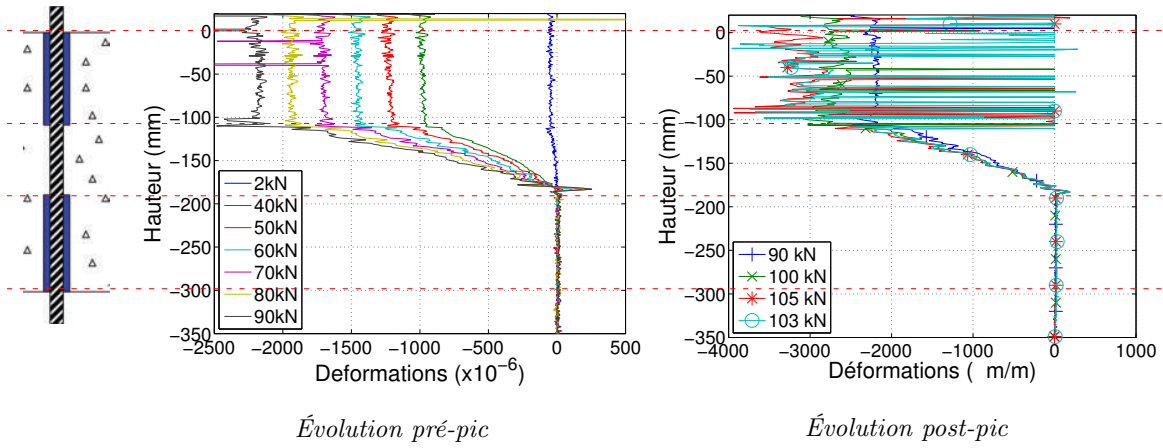 Hauteur (mm)
0
−50
−100
−150
−200
−300
−350
2kN
40kN
50kN
60kN
70kN
80kN
90kN
−2500 −2000 −1500 −1000 −500 0 500
Deformations (x10−6)
Évolution pré-pic
Hauteur (mm)
0
−50
−100
−150
−200
−250
−300
−350
90 kN
100 kN
105 kN
103 kN
−4000 −3000 −2000 −1000 0 1000
Déformations ( m/m)
Évolution post-pic